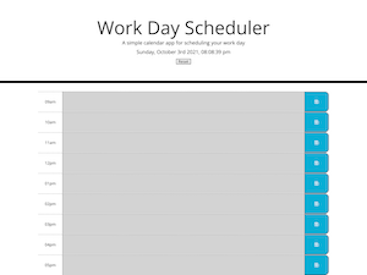 Work Day Scheduler
A simple calendar app for scheduling your work day
Sunday, October 3rd 2021, 08:08:39 pm
Reset
09am
10am
11am
12pm
01pm
02pm
03pm
04pm
05pm